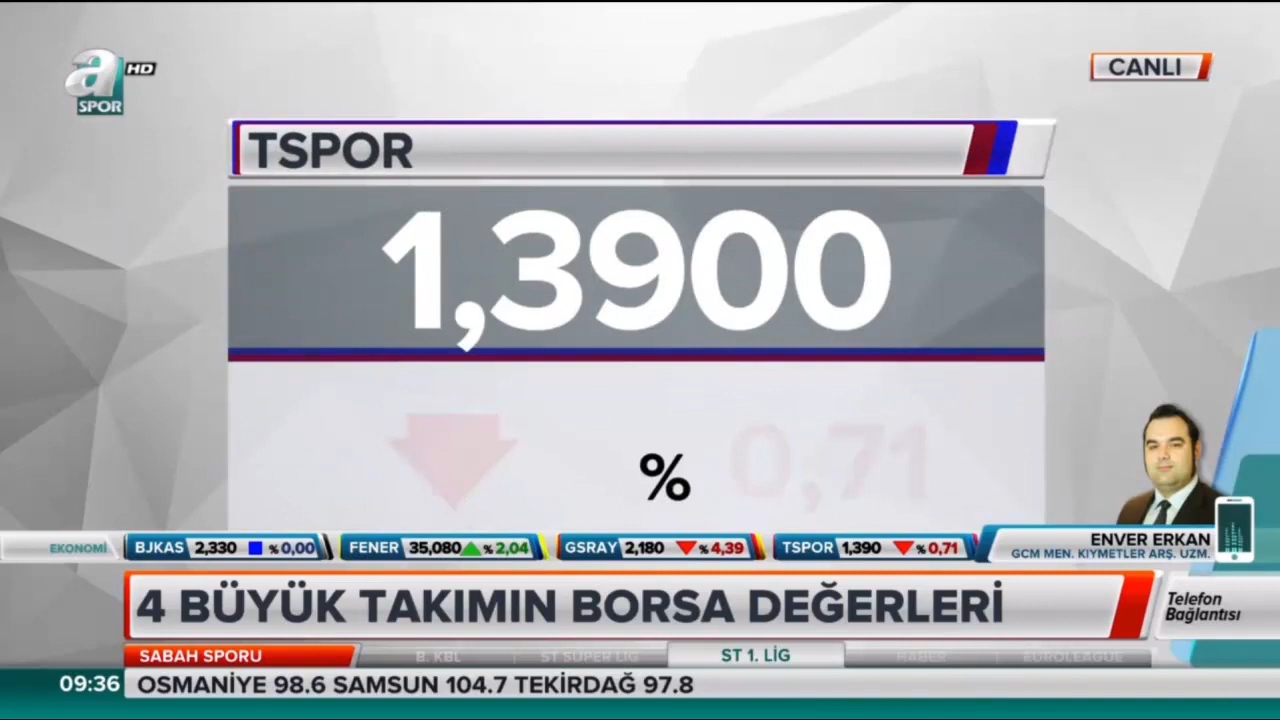 a HD
SPOR
CANLI
TSPOR
1,3900
% 0,71
EKONOMİ BJKAS 2,330 % 0,00 FENER 35,080 % 2,04 GSRAY 2,180 % 4,39 TSPOR 1,390 % 0,71
ENVER ERKAN
GCM MEN. KIYMETLER ARŞ. UZM.
4 BÜYÜK TAKIMIN BORSA DEĞERLERİ
Telefon
Bağlantısı
SABAH SPORU B. KBL ST SÜPER LİG ST 1. LİG HABER EUROLEAGUE
09:36 OSMANİYE 98.6 SAMSUN 104.7 TEKİRDAĞ 97.8